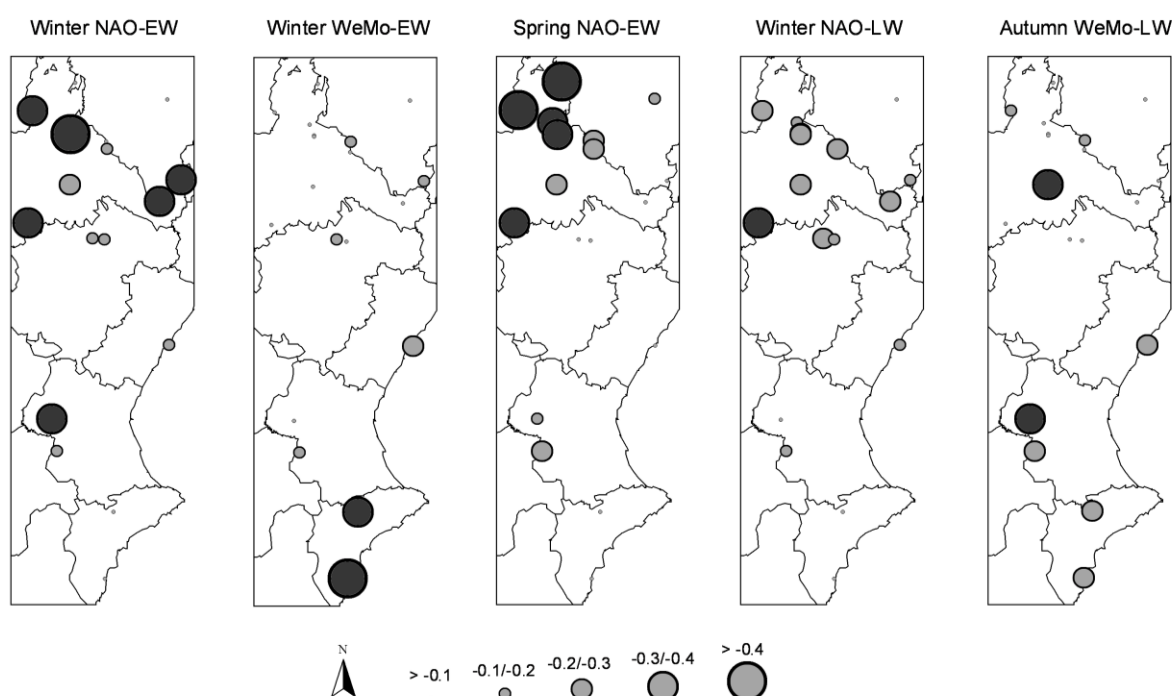 Winter NAO-EW Winter WeMo-EW Spring NAO-EW Winter NAO-LW Autumn WeMo-LW
N
> -0.1 -0.1/-0.2 -0.2/-0.3 -0.3/-0.4 > -0.4